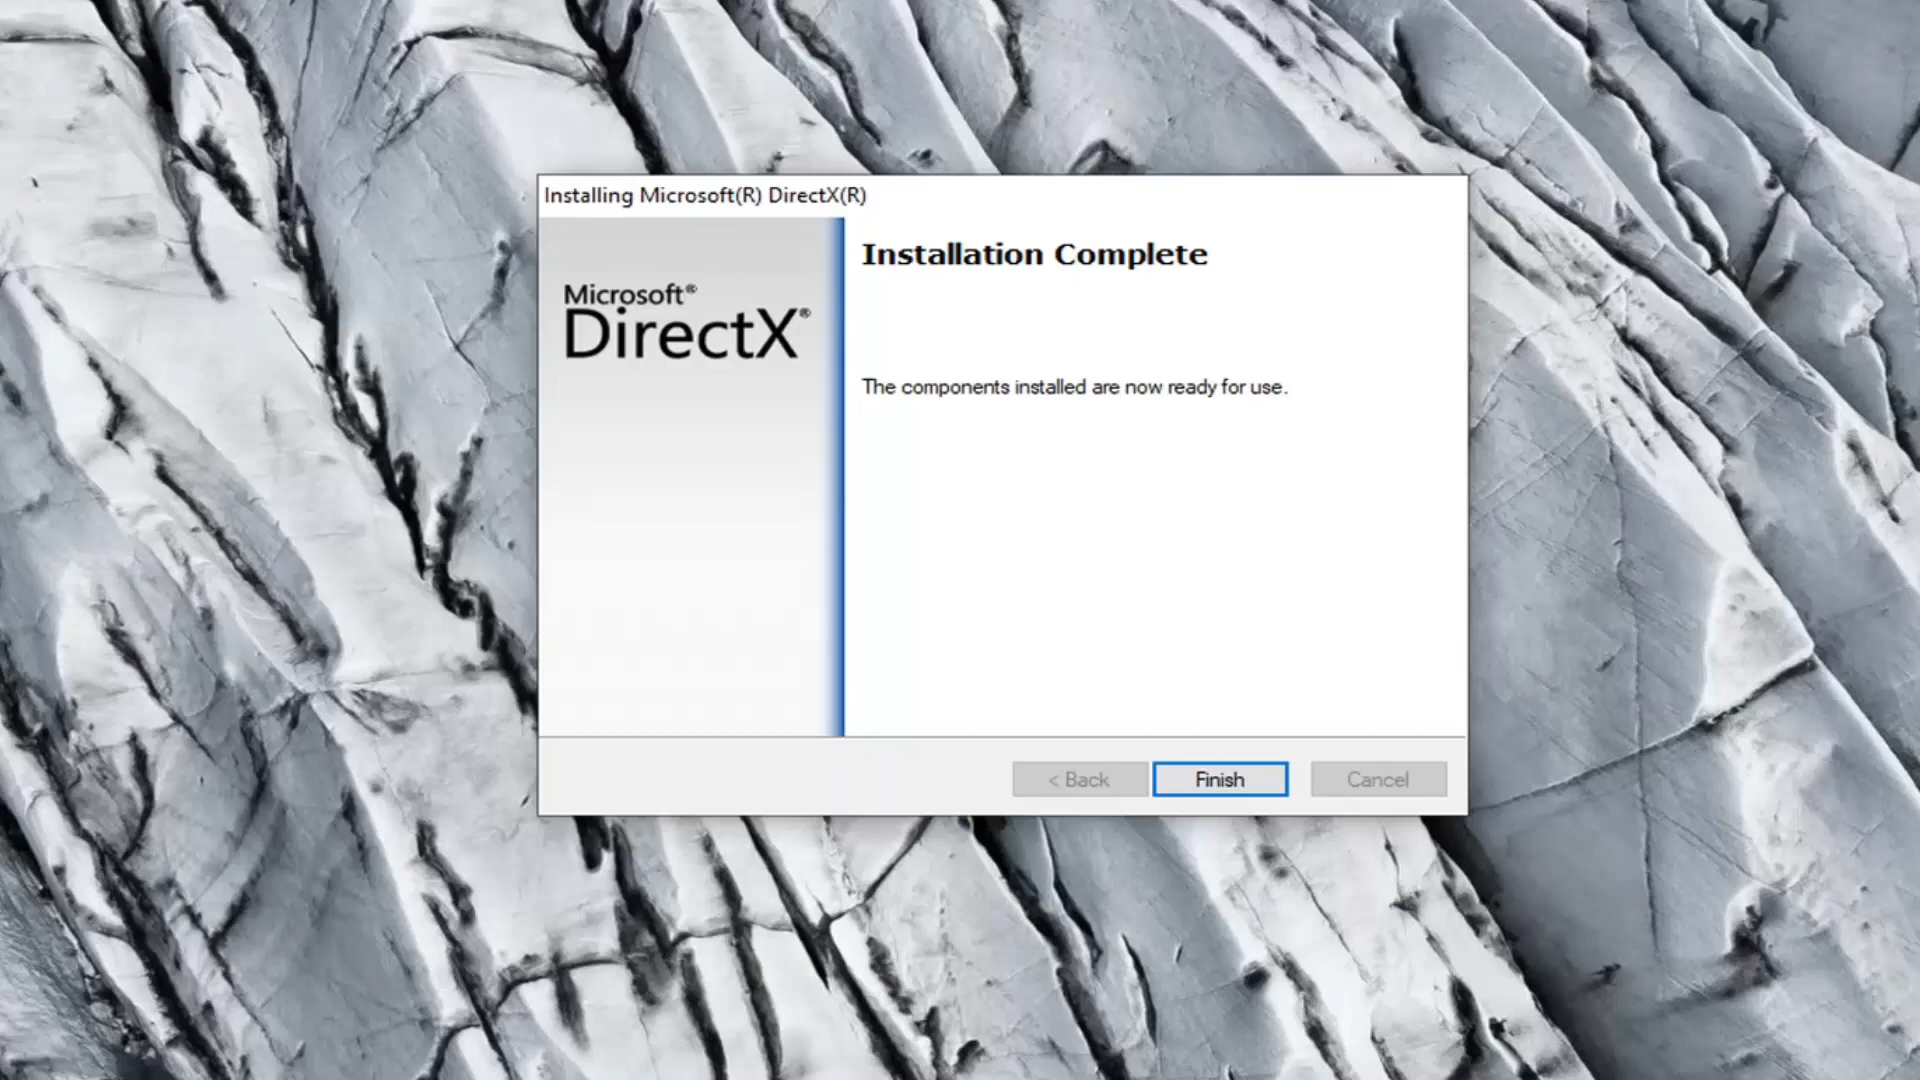 Installing Microsoft(R) DirectX(R)
Microsoft®
DirectX®
Installation Complete
The components installed are now ready for use.
< Back
Finish
Cancel